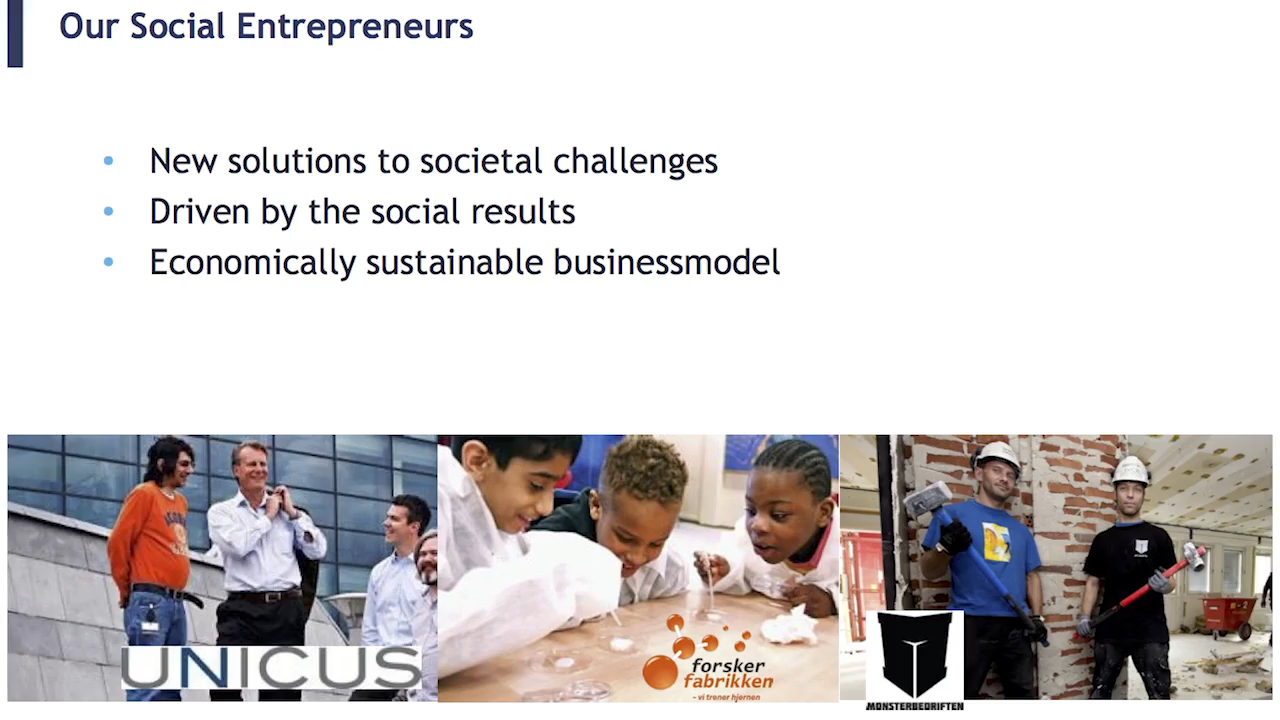 Our Social Entrepreneurs
• New solutions to societal challenges
• Driven by the social results
• Economically sustainable businessmodel
UNICUS
forsker
fabrikken
– vi trener hjernen
MONSTERBEDRIFTEN